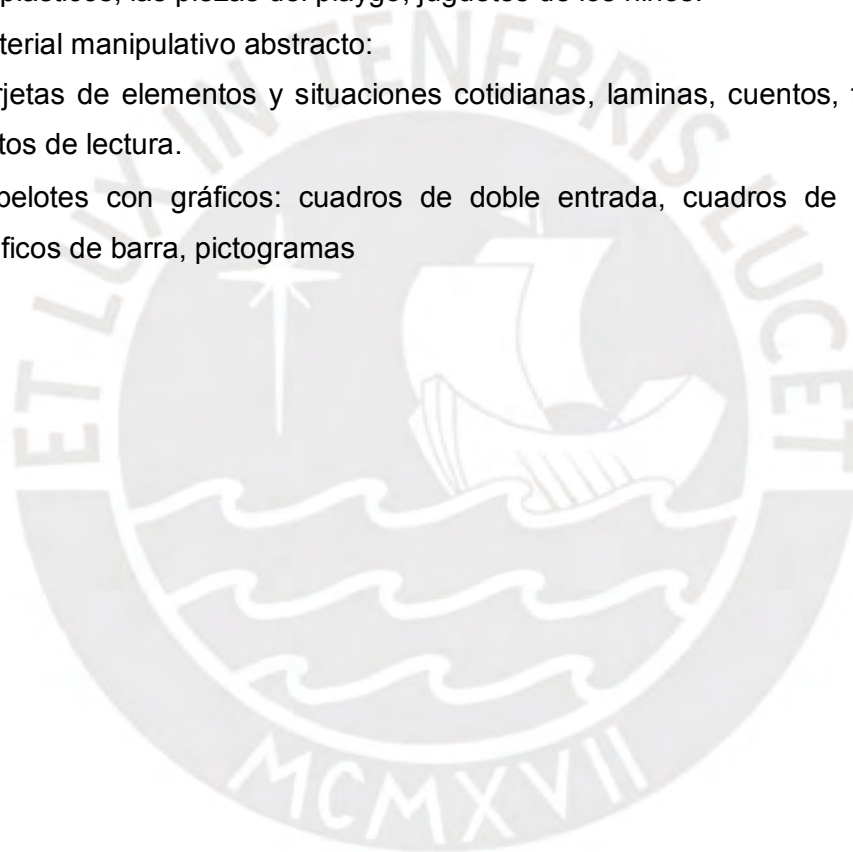 plásticos, las piezas del playgo, juguetes de los niños.
terial manipulativo abstracto:
rjetas de elementos y situaciones cotidianas, laminas, cuentos,
tos de lectura.
pelotes con gráficos: cuadros de doble entrada, cuadros de
ficos de barra, pictogramas
ET LUX IN TENEBRIS LUCET
MCMXVII